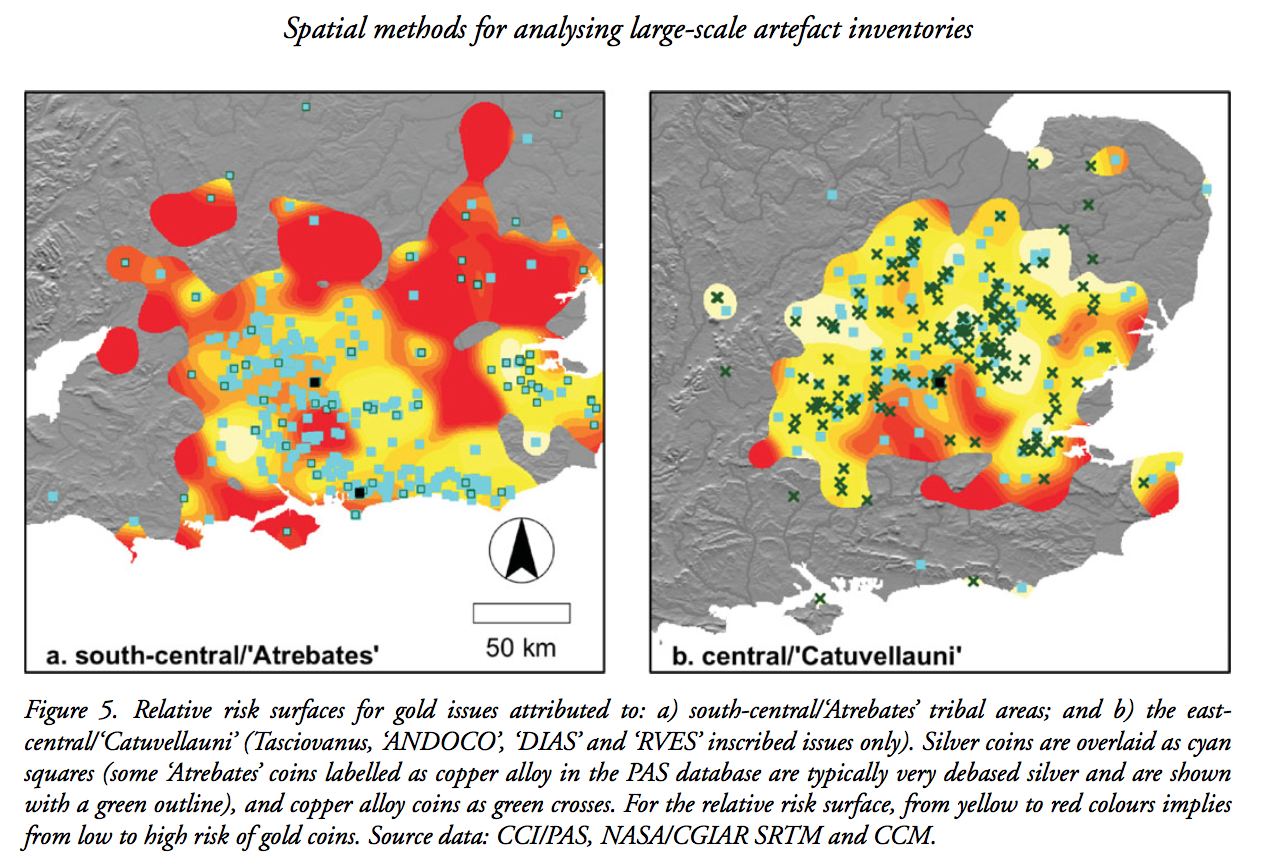 Spatial methods for analysing large-scale artefact inventories
a. south-central/'Atrebates'
50 km
b. central/'Catuvellauni'
Figure 5. Relative risk surfaces for gold issues attributed to: a) south-central/‘Atrebates’ tribal areas; and b) the east-
central/‘Catuvellauni’ (Tasciovanus, ‘ANDOCO’, ‘DIAS’ and ‘RVES’ inscribed issues only). Silver coins are overlaid as cyan
squares (some ‘Atrebates’ coins labelled as copper alloy in the PAS database are typically very debased silver and are shown
with a green outline), and copper alloy coins as green crosses. For the relative risk surface, from yellow to red colours implies
from low to high risk of gold coins. Source data: CCI/PAS, NASA/CGIAR SRTM and CCM.